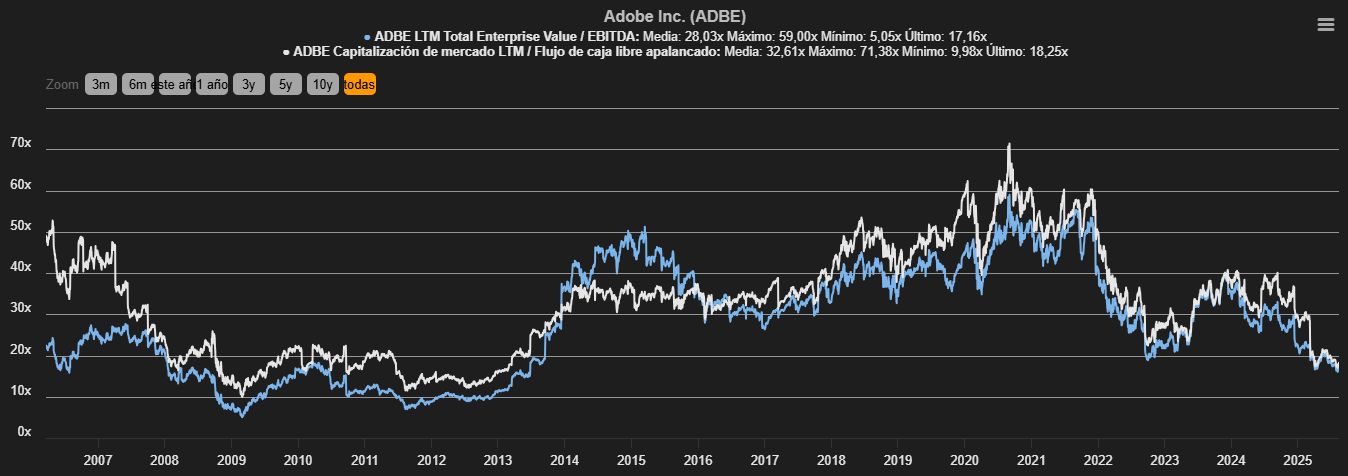 Adobe Inc. (ADBE)
ADBE LTM Total Enterprise Value / EBITDA: Media: 28,03x Máximo: 59,00x Mínimo: 5,05x Último: 17,16x
ADBE Capitalización de mercado LTM / Flujo de caja libre apalancado: Media: 32,61x Máximo: 71,38x Mínimo: 9,98x Último: 18,25x
Zoom 3m 6m este añ 1 año 3y 5y 10y todas
70x
60x
50x
40x
30x
20x
10x
0x
2007 2008 2009 2010 2011 2012 2013 2014 2015 2016 2017 2018 2019 2020 2021 2022 2023 2024 2025